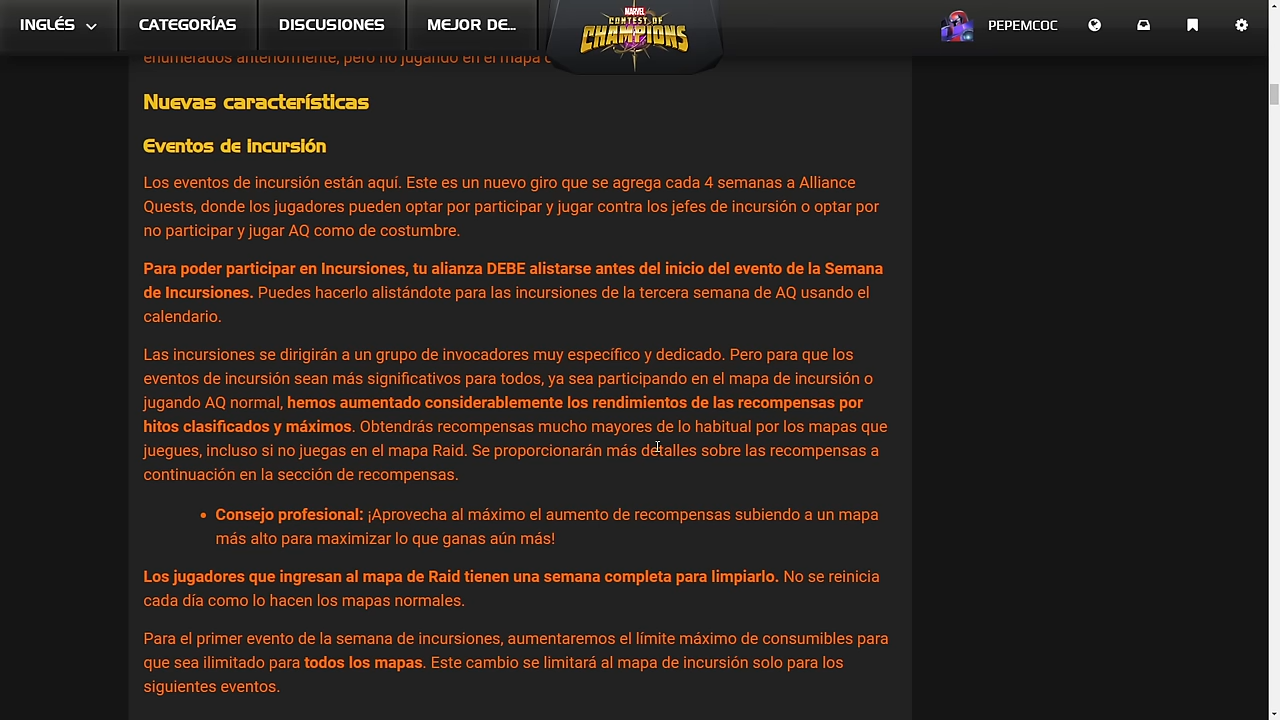 INGLÉS
CATEGORÍAS
DISCUSIONES
MEJOR DE...
MARVEL
CONTEST OF
CHAMPIONS
PEPEMCOC
enumerados anteriormente, pero no jugando en el mapa d
Nuevas características
Eventos de incursión
Los eventos de incursión están aquí. Este es un nuevo giro que se agrega cada 4 semanas a Alliance
Quests, donde los jugadores pueden optar por participar y jugar contra los jefes de incursión o optar por
no participar y jugar AQ como de costumbre.
Para poder participar en Incursiones, tu alianza DEBE alistarse antes del inicio del evento de la Semana
de Incursiones. Puedes hacerlo alistándote para las incursiones de la tercera semana de AQ usando el
calendario.
Las incursiones se dirigirán a un grupo de invocadores muy específico y dedicado. Pero para que los
eventos de incursión sean más significativos para todos, ya sea participando en el mapa de incursión o
jugando AQ normal, hemos aumentado considerablemente los rendimientos de las recompensas por
hitos clasificados y máximos. Obtendrás recompensas mucho mayores de lo habitual por los mapas que
juegues, incluso si no juegas en el mapa Raid. Se proporcionarán más detalles sobre las recompensas a
continuación en la sección de recompensas.
• Consejo profesional: ¡Aprovecha al máximo el aumento de recompensas subiendo a un mapa
más alto para maximizar lo que ganas aún más!
Los jugadores que ingresan al mapa de Raid tienen una semana completa para limpiarlo. No se reinicia
cada día como lo hacen los mapas normales.
Para el primer evento de la semana de incursiones, aumentaremos el límite máximo de consumibles para
que sea ilimitado para todos los mapas. Este cambio se limitará al mapa de incursión solo para los
siguientes eventos.